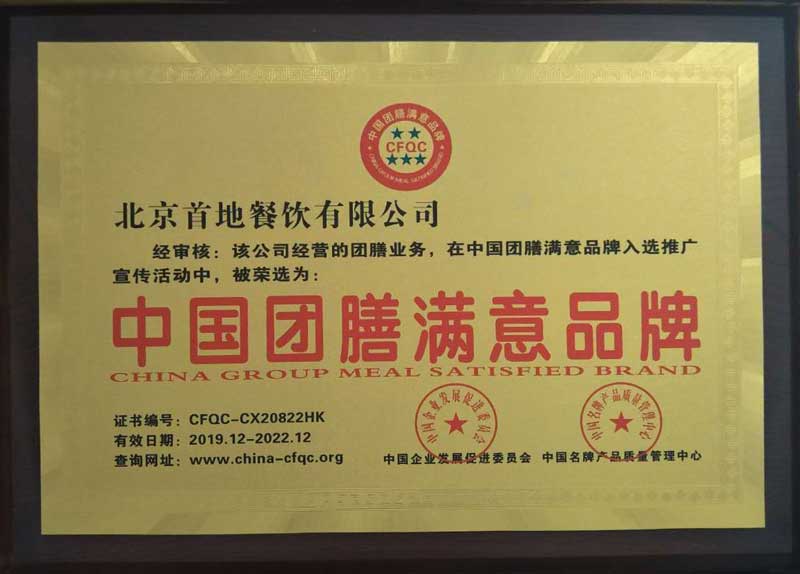 中国团膳满意品牌
CFQC
CHINA GROUP MEAL SATISFIED BRAND
北京首地餐饮有限公司
经审核：该公司经营的团膳业务，在中国团膳满意品牌入选推广
宣传活动中，被荣选为：
中国团膳满意品牌
CHINA GROUP MEAL SATISFIED BRAND
证书编号：CFQC-CX20822HK
有效日期：2019.12-2022.12
查询网址：www.china-cfqc.org
中国企业发展促进委员会
中国名牌产品质量管理中心
中国企业发展促进委员会 中国名牌产品质量管理中心